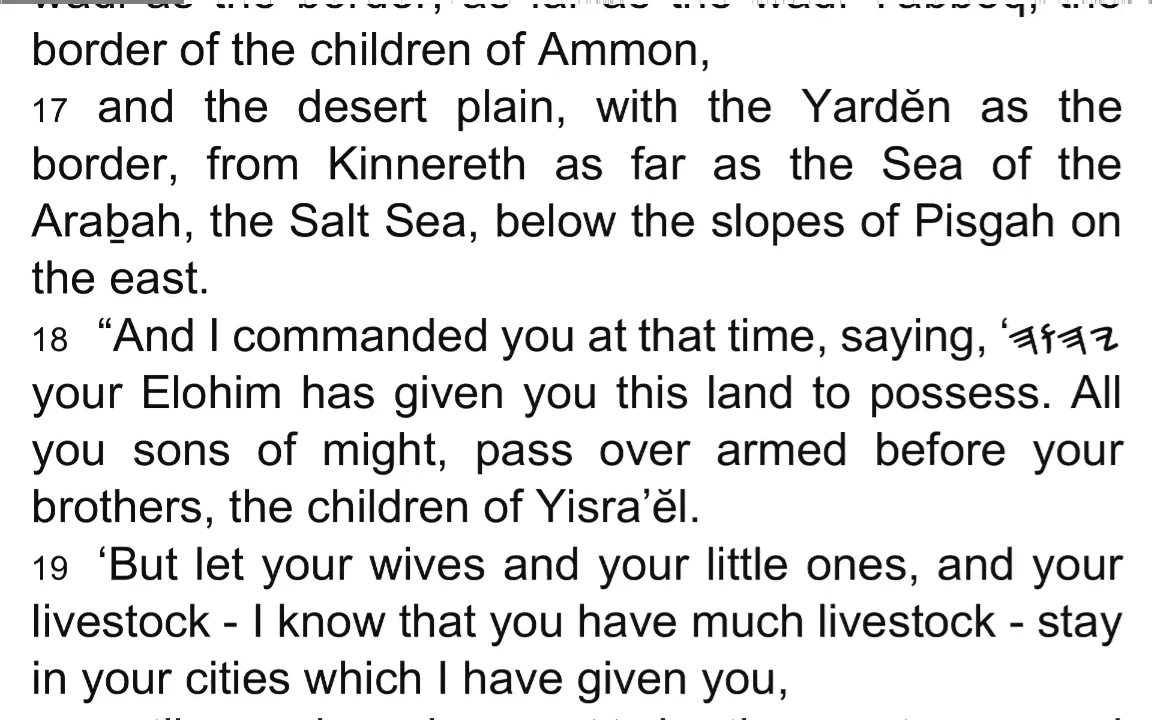 border of the children of Ammon,
17 and the desert plain, with the Yardĕn as the
border, from Kinnereth as far as the Sea of the
Araḇah, the Salt Sea, below the slopes of Pisgah on
the east.
18 “And I commanded you at that time, saying, ‘𐤉𐤄𐤅𐤄
your Elohim has given you this land to possess. All
you sons of might, pass over armed before your
brothers, the children of Yisra’ĕl.
19 ‘But let your wives and your little ones, and your
livestock - I know that you have much livestock - stay
in your cities which I have given you,